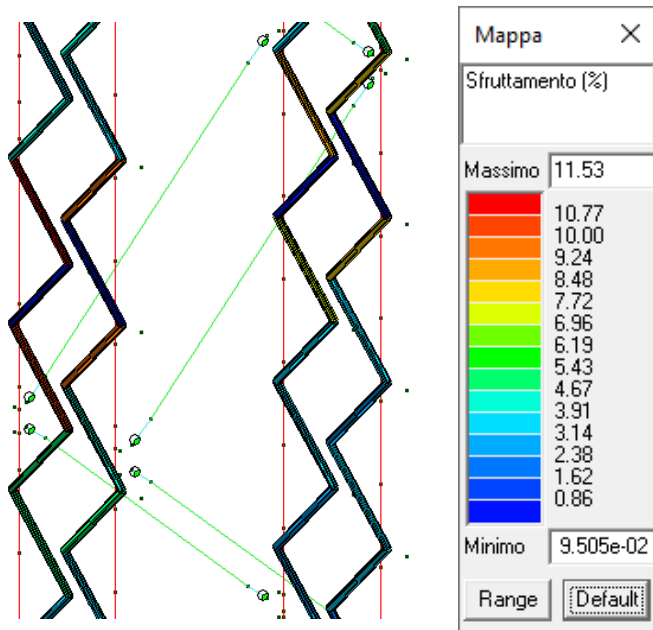 Mappa
Sfruttamento (%)
Massimo 11.53
10.77
10.00
9.24
8.48
7.72
6.96
6.19
5.43
4.67
3.91
3.14
2.38
1.62
0.86
Minimo 9.505e-02
Range Default